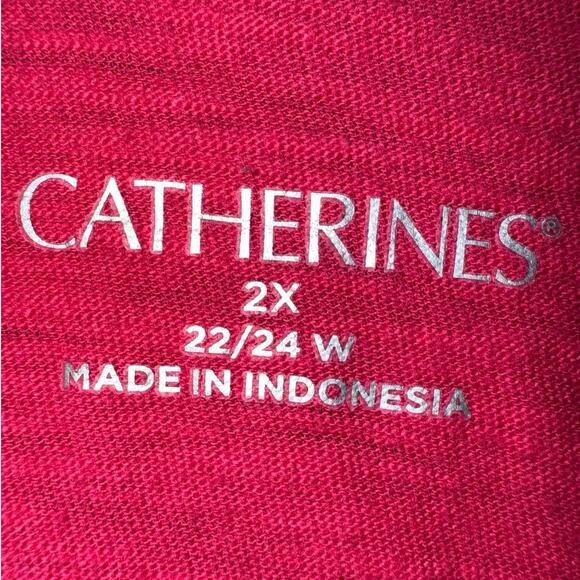 CATHERINES®
2X
22/24 W
MADE IN INDONESIA